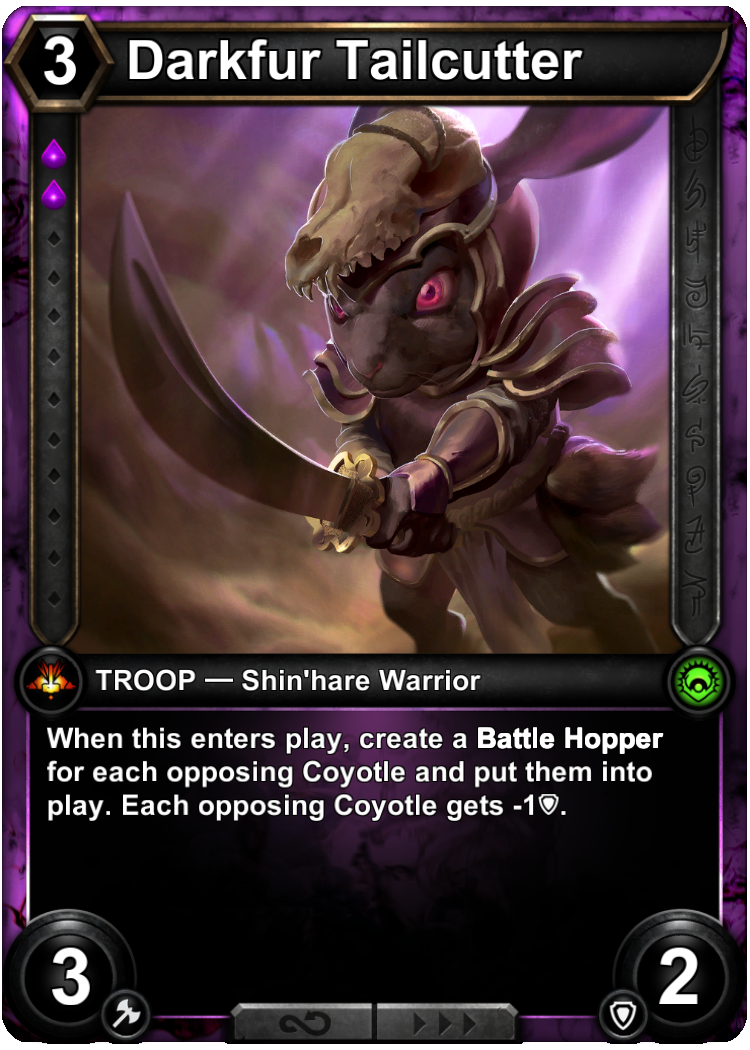 3
Darkfur Tailcutter
TROOP — Shin'hare Warrior
When this enters play, create a Battle Hopper
for each opposing Coyotle and put them into
play. Each opposing Coyotle gets -1.
3
2